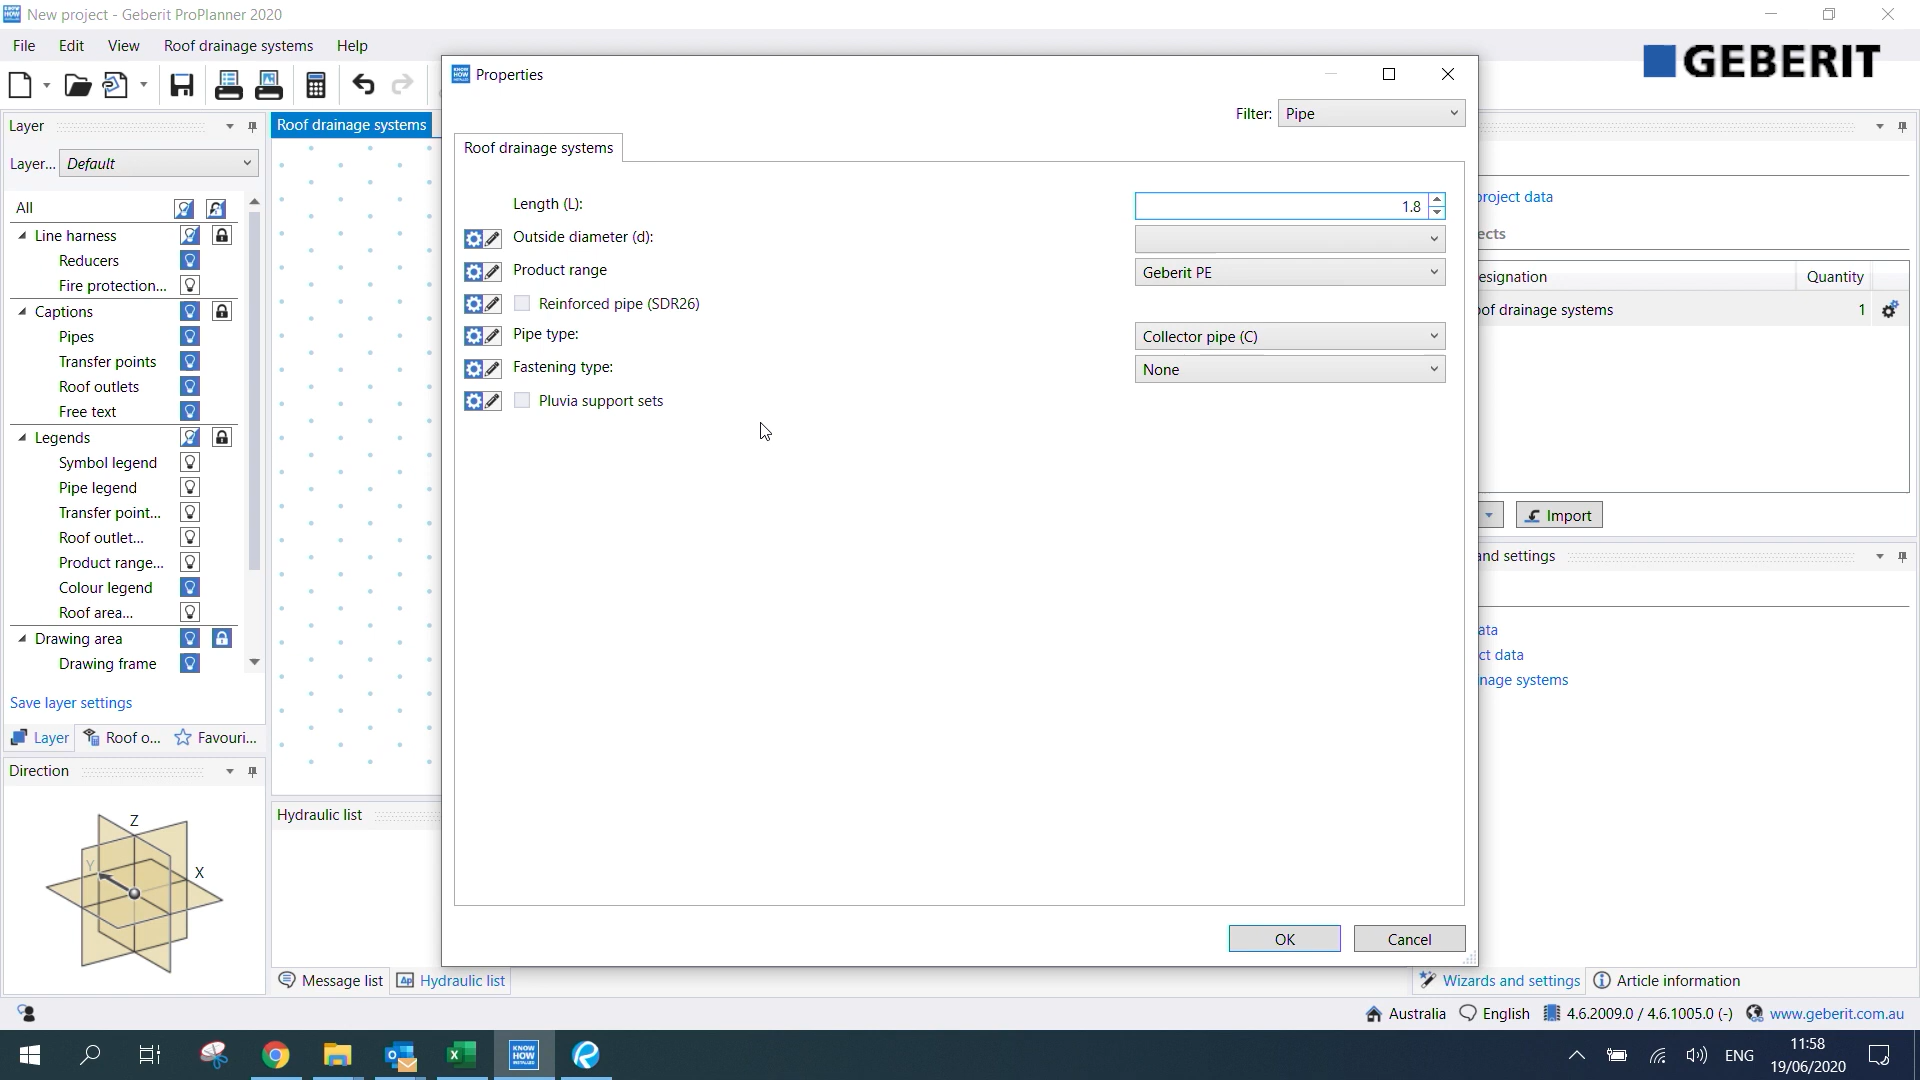 New project - Geberit ProPlanner 2020
File Edit View Roof drainage systems Help
GEBERIT
Properties
Filter: Pipe
Layer
Roof drainage systems
Roof drainage systems
Layer... Default
Length (L): 1.8
roject data
All
Line harness
Outside diameter (d):
ects
Reducers
Product range Geberit PE
esignation Quantity
Fire protection...
Reinforced pipe (SDR26)
oof drainage systems 1
Captions
Pipes
Pipe type: Collector pipe (C)
Transfer points
Fastening type: None
Roof outlets
Pluvia support sets
Free text
Legends
Symbol legend
Pipe legend
Transfer point...
Import
Roof outlet...
Product range...
and settings
Colour legend
Roof area...
Drawing area
ata
Drawing frame
ct data
nage systems
Save layer settings
Layer Roof o... Favouri...
Direction
Hydraulic list
Z
Y
X
OK Cancel
Message list Hydraulic list
Wizards and settings Article information
Australia English 4.6.2009.0 / 4.6.1005.0 (-) www.geberit.com.au
KNOW
HOW
INSTALLED
ENG
11:58
19/06/2020